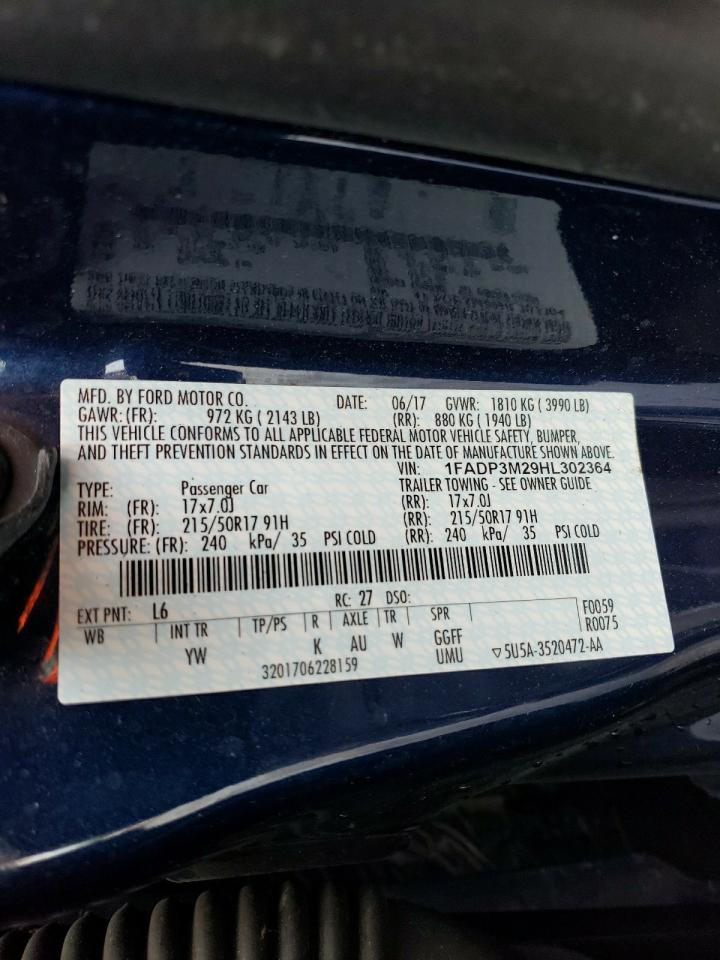 MFD. BY FORD MOTOR CO. DATE: 06/17 GVWR: 1810 KG ( 3990 LB)
GAWR: (FR): 972 KG ( 2143 LB) (RR): 880 KG ( 1940 LB)
THIS VEHICLE CONFORMS TO ALL APPLICABLE FEDERAL MOTOR VEHICLE SAFETY, BUMPER,
AND THEFT PREVENTION STANDARDS IN EFFECT ON THE DATE OF MANUFACTURE SHOWN ABOVE.
VIN: 1FADP3M29HL302364
TYPE: Passenger Car TRAILER TOWING - SEE OWNER GUIDE
RIM: (FR): 17x7.0J (RR): 17x7.0J
TIRE: (FR): 215/50R17 91H (RR): 215/50R17 91H
PRESSURE: (FR): 240 kPa/ 35 PSI COLD (RR): 240 kPa/ 35 PSI COLD
EXT PNT: L6 RC: 27 DSO: F0059
WB INT TR TP/PS R AXLE TR SPR R0075
YW K AU W GGFF
3201706228159 UMU ▽5U5A-3520472-AA